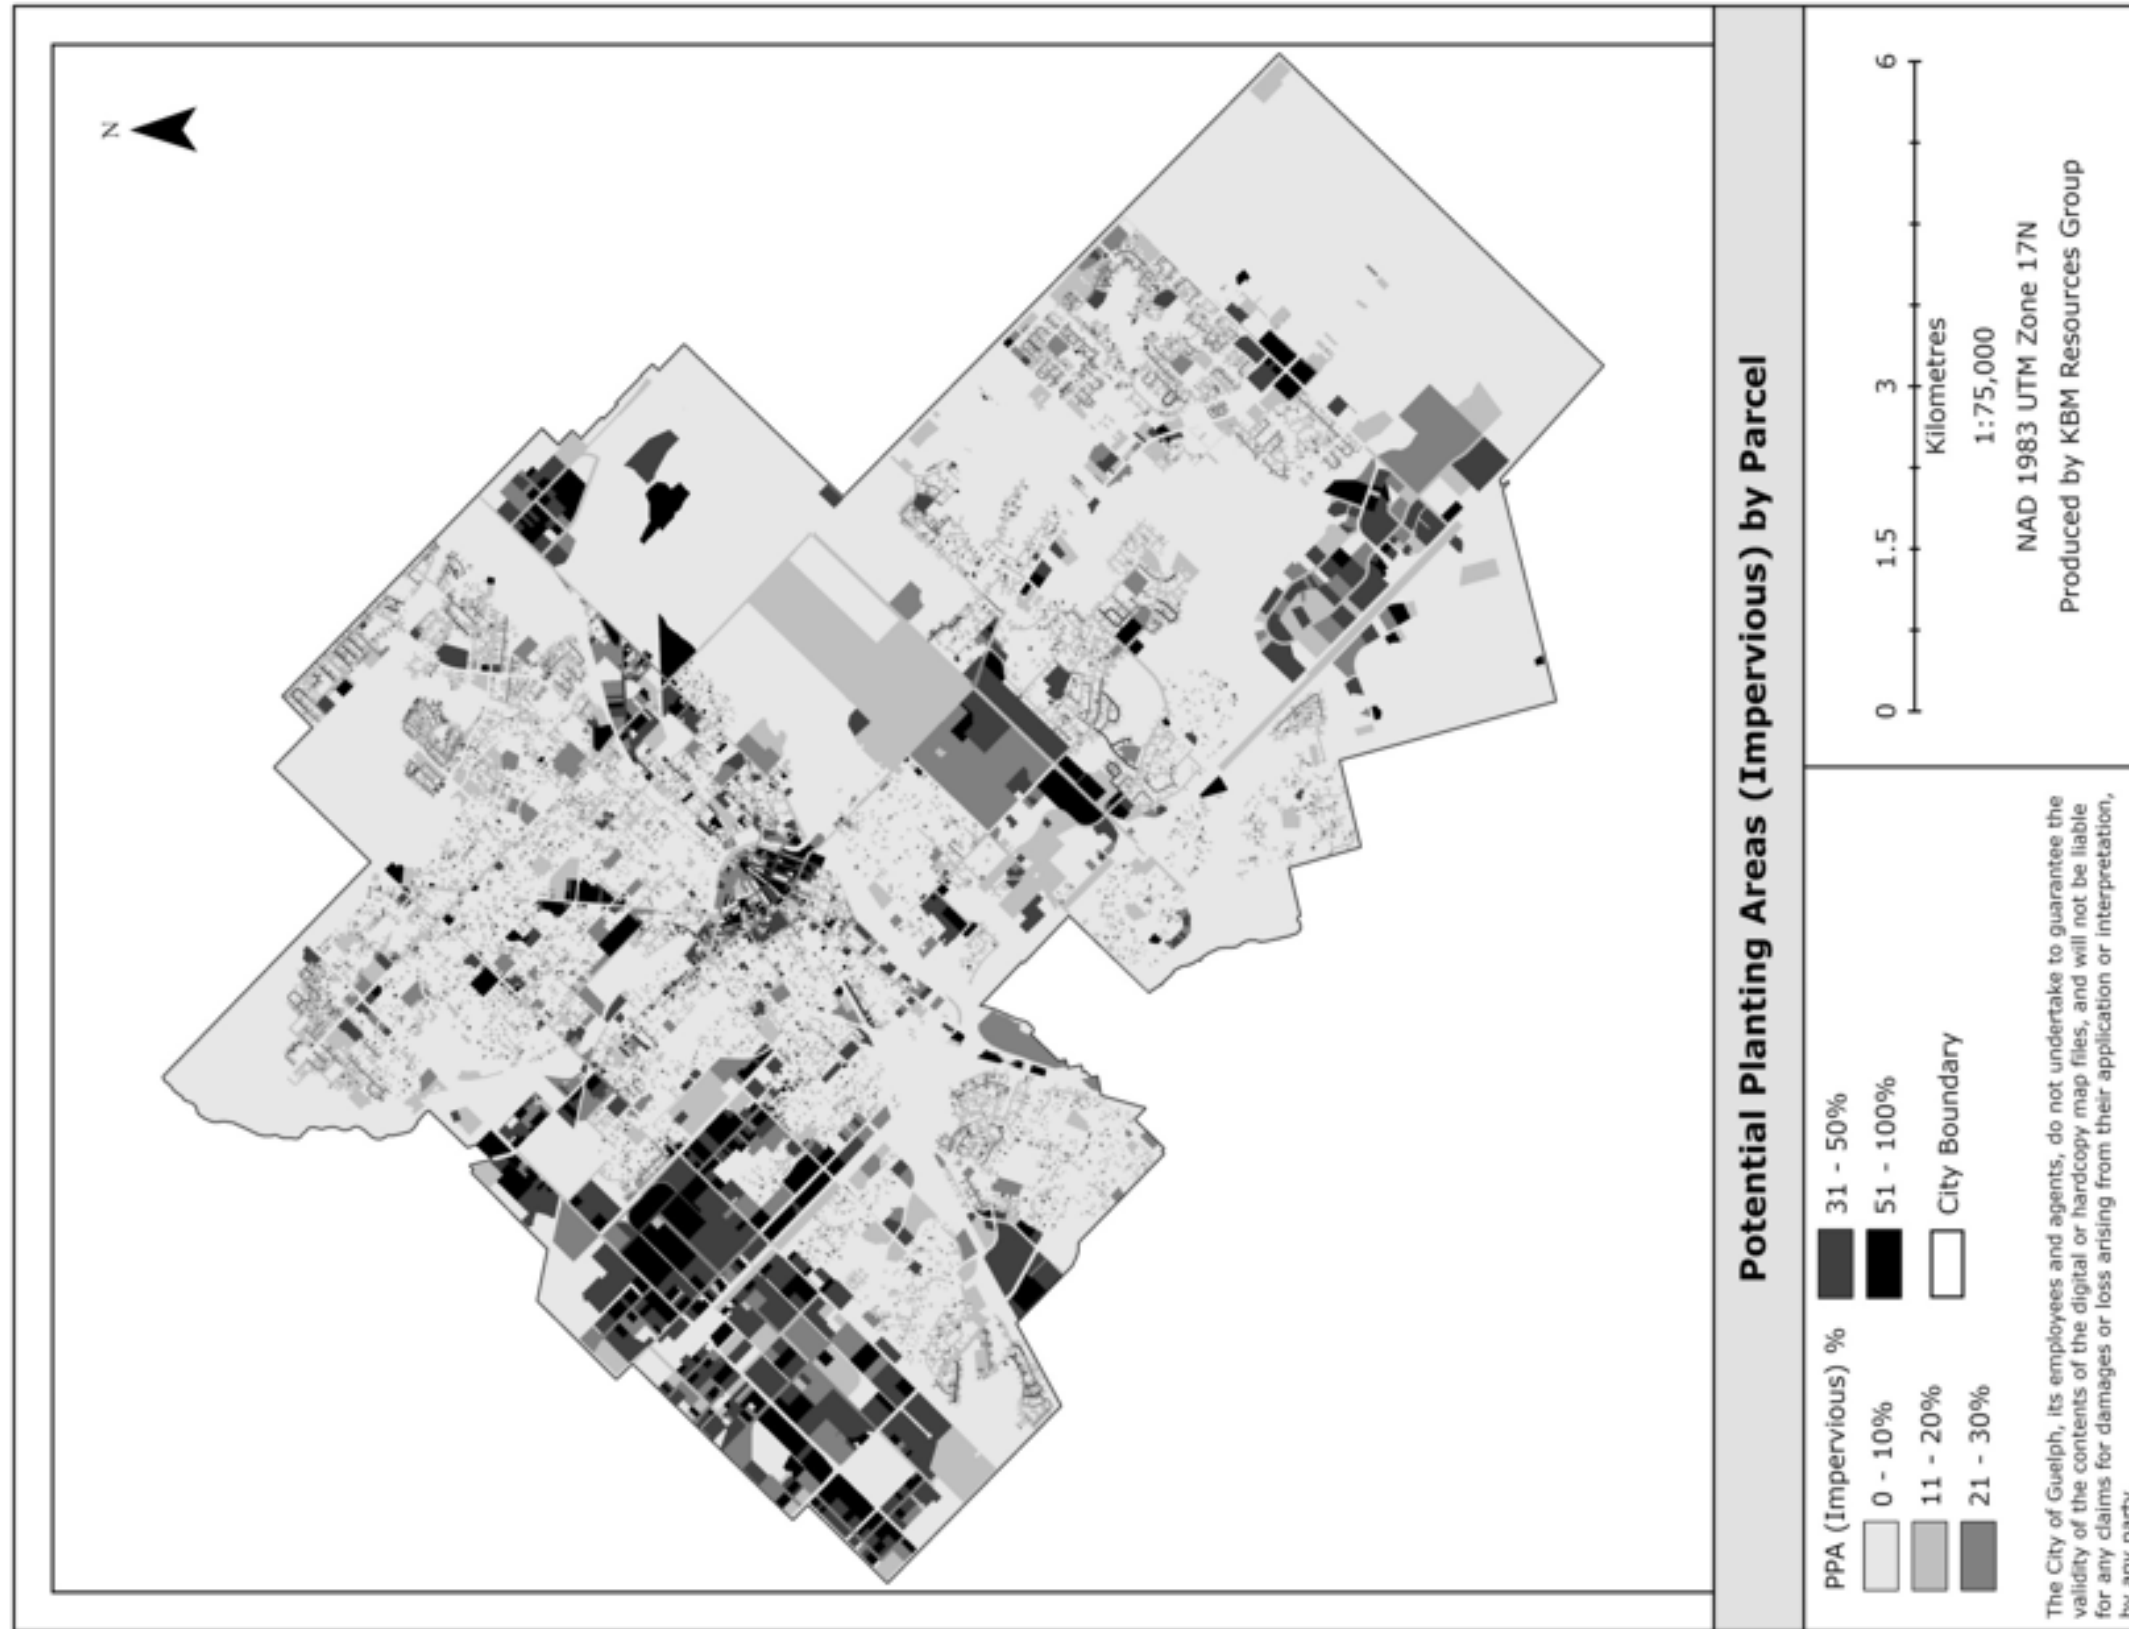 N
Potential Planting Areas (Impervious) by Parcel
PPA (Impervious) %
0 - 10%
11 - 20%
21 - 30%
31 - 50%
51 - 100%
City Boundary
The City of Guelph, its employees and agents, do not undertake to guarantee the
validity of the contents of the digital or hardcopy map files, and will not be liable
for any claims for damages or loss arising from their application or interpretation,
by any party.
0 1.5 3 6
Kilometres
1:75,000
NAD 1983 UTM Zone 17N
Produced by KBM Resources Group